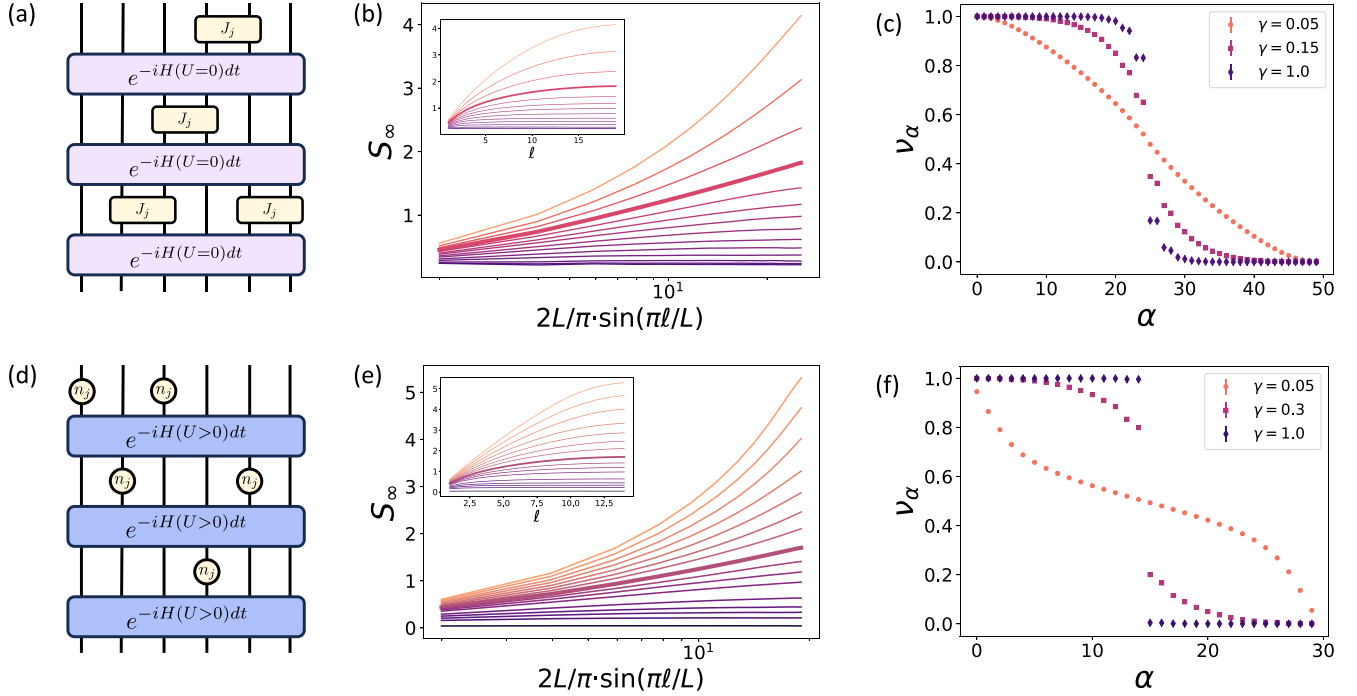 (a)
J_j
e^{-iH(U=0)dt}
J_j
e^{-iH(U=0)dt}
J_j J_j
e^{-iH(U=0)dt}
(b)
S_∞
4
3
2
1
4
3
2
1
5 10 15
ℓ
10^1
2L/π·sin(πℓ/L)
(c)
ν_α
1.0
0.8
0.6
0.4
0.2
0.0
γ = 0.05
γ = 0.15
γ = 1.0
0 10 20 30 40 50
α
(d)
n_j n_j
e^{-iH(U>0)dt}
n_j n_j
e^{-iH(U>0)dt}
n_j
e^{-iH(U>0)dt}
(e)
S_∞
5
4
3
2
1
0
5
4
3
2
1
0
2,5 5,0 7,5 10,0 12,5
ℓ
10^1
2L/π·sin(πℓ/L)
(f)
ν_α
1.0
0.8
0.6
0.4
0.2
0.0
γ = 0.05
γ = 0.3
γ = 1.0
0 10 20 30
α